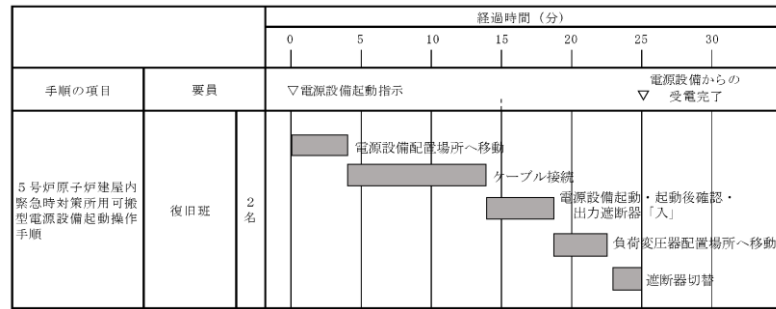 経過時間（分）
0 5 10 15 20 25 30
手順の項目
要員
▽電源設備起動指示
電源設備からの
▽ 受電完了
5号炉原子炉建屋内
緊急時対策所用可搬
型電源設備起動操作
手順
復旧班
2
名
電源設備配置場所へ移動
ケーブル接続
電源設備起動・起動後確認・
出力遮断器「入」
負荷変圧器配置場所へ移動
遮断器切替